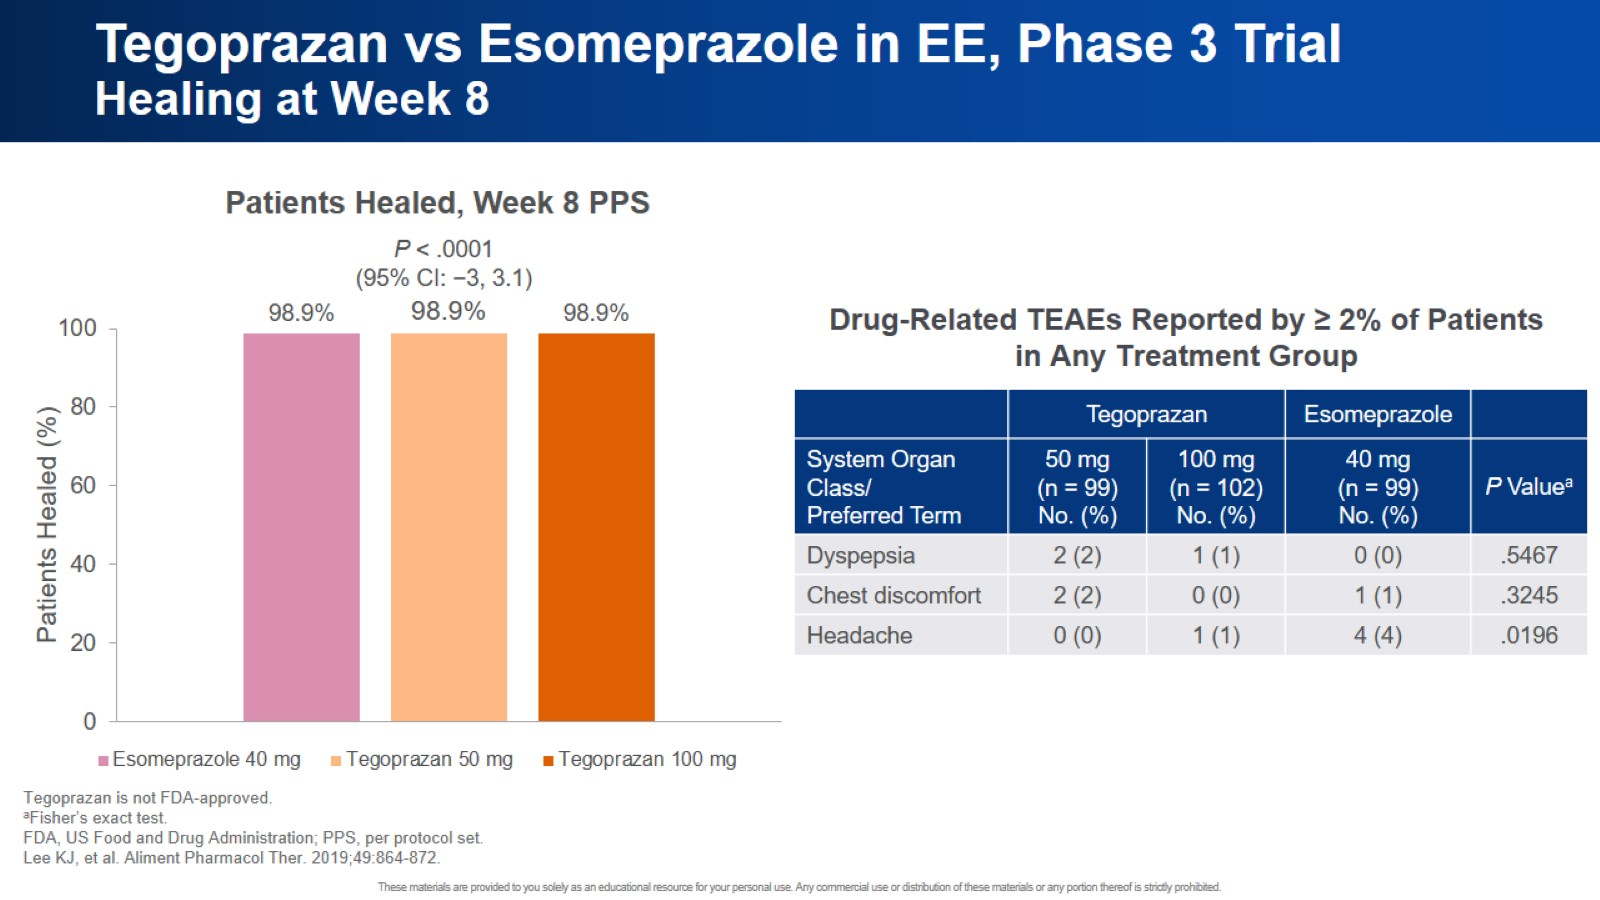 Tegoprazan vs Esomeprazole in EE, Phase 3 Trial
Healing at Week 8
Patients Healed, Week 8 PPS
P < .0001
(95% CI: −3, 3.1)
98.9% 98.9% 98.9%
Patients Healed (%)
100
80
60
40
20
0
Esomeprazole 40 mg Tegoprazan 50 mg Tegoprazan 100 mg
Drug-Related TEAEs Reported by ≥ 2% of Patients
in Any Treatment Group
Tegoprazan Esomeprazole
System Organ Class/ Preferred Term 50 mg (n = 99) No. (%) 100 mg (n = 102) No. (%) 40 mg (n = 99) No. (%) P Valueᵃ
Dyspepsia 2 (2) 1 (1) 0 (0) .5467
Chest discomfort 2 (2) 0 (0) 1 (1) .3245
Headache 0 (0) 1 (1) 4 (4) .0196
Tegoprazan is not FDA-approved.
ᵃFisher's exact test.
FDA, US Food and Drug Administration; PPS, per protocol set.
Lee KJ, et al. Aliment Pharmacol Ther. 2019;49:864-872.
These materials are provided to you solely as an educational resource for your personal use. Any commercial use or distribution of these materials or any portion thereof is strictly prohibited.